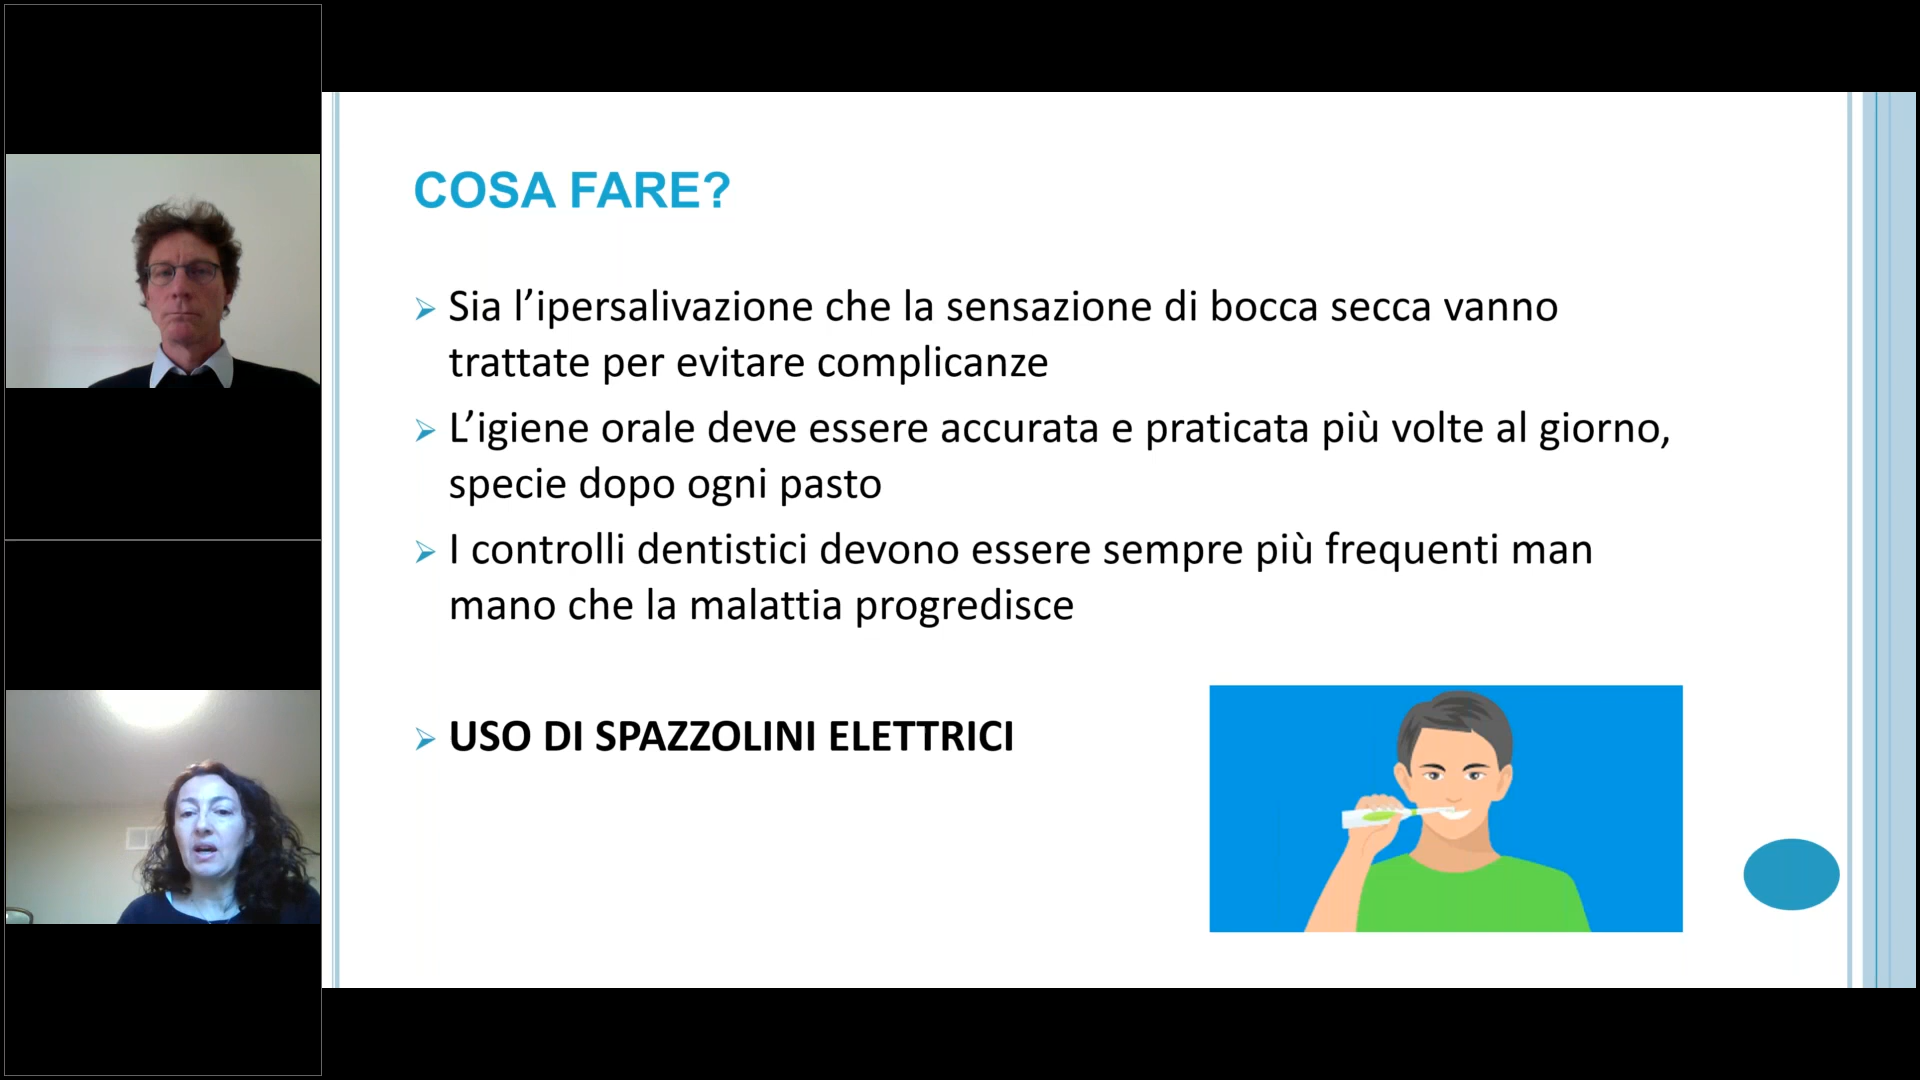 COSA FARE?
Sia l’ipersalivazione che la sensazione di bocca secca vanno
trattate per evitare complicanze
L’igiene orale deve essere accurata e praticata più volte al giorno,
specie dopo ogni pasto
I controlli dentistici devono essere sempre più frequenti man
mano che la malattia progredisce
USO DI SPAZZOLINI ELETTRICI